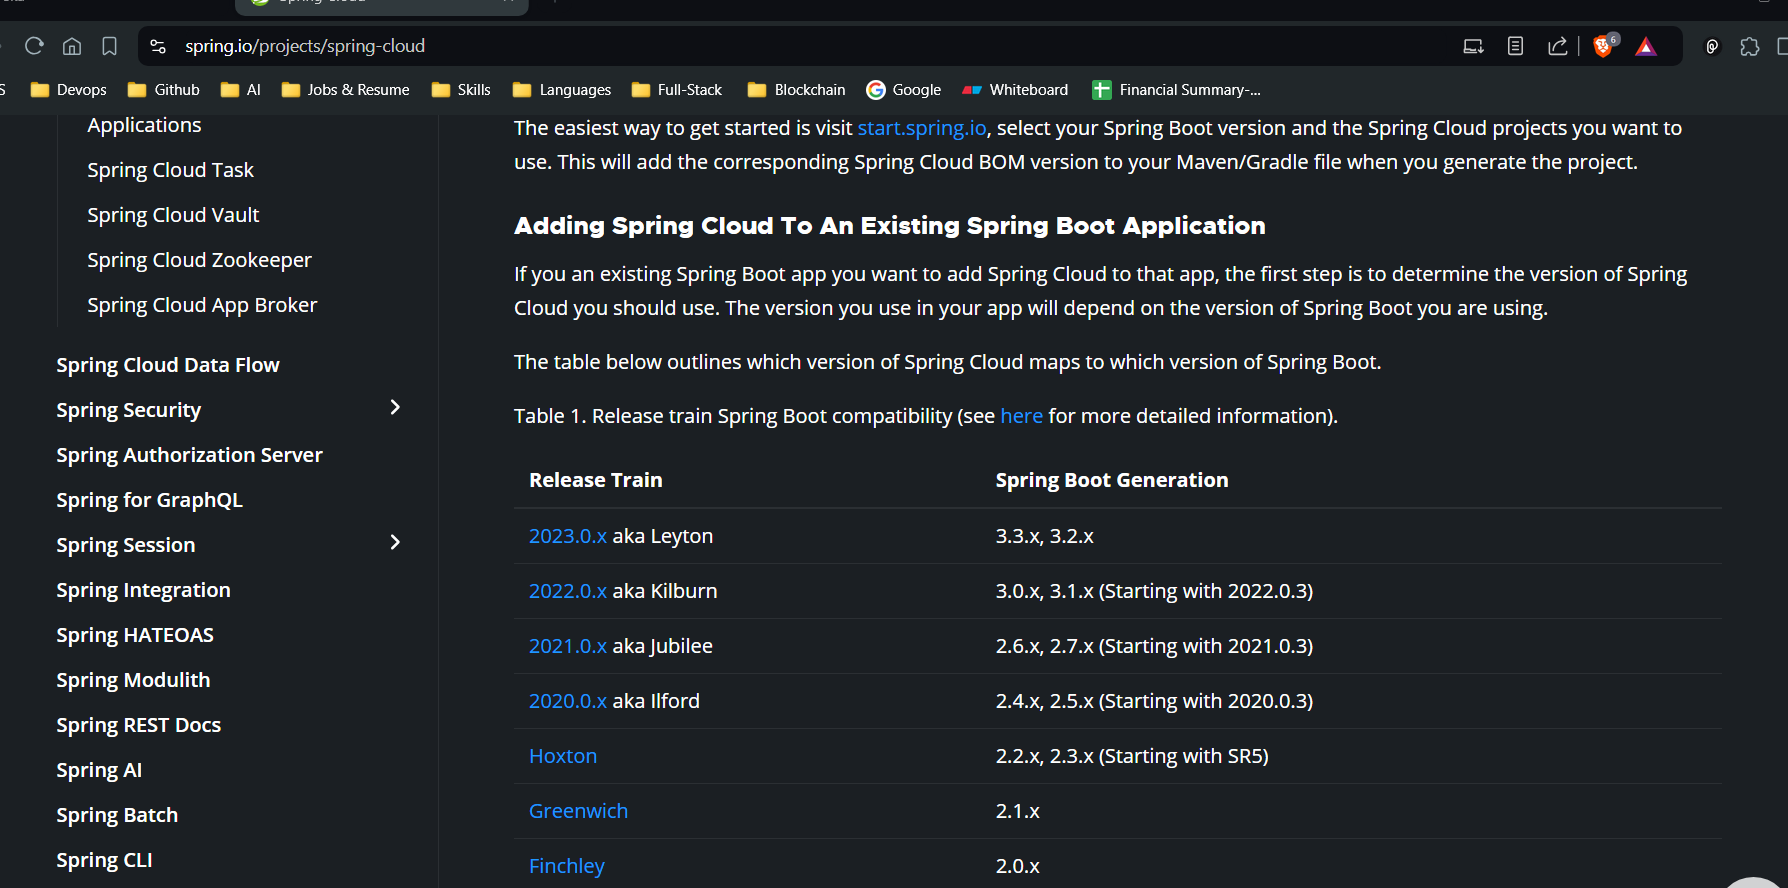 spring.io/projects/spring-cloud
6
Devops
Github
AI
Jobs & Resume
Skills
Languages
Full-Stack
Blockchain
Google
Whiteboard
Financial Summary-...
Applications
Spring Cloud Task
Spring Cloud Vault
Spring Cloud Zookeeper
Spring Cloud App Broker
Spring Cloud Data Flow
Spring Security
Spring Authorization Server
Spring for GraphQL
Spring Session
Spring Integration
Spring HATEOAS
Spring Modulith
Spring REST Docs
Spring AI
Spring Batch
Spring CLI
The easiest way to get started is visit start.spring.io, select your Spring Boot version and the Spring Cloud projects you want to
use. This will add the corresponding Spring Cloud BOM version to your Maven/Gradle file when you generate the project.
Adding Spring Cloud To An Existing Spring Boot Application
If you an existing Spring Boot app you want to add Spring Cloud to that app, the first step is to determine the version of Spring
Cloud you should use. The version you use in your app will depend on the version of Spring Boot you are using.
The table below outlines which version of Spring Cloud maps to which version of Spring Boot.
Table 1. Release train Spring Boot compatibility (see here for more detailed information).
Release Train Spring Boot Generation
2023.0.x aka Leyton 3.3.x, 3.2.x
2022.0.x aka Kilburn 3.0.x, 3.1.x (Starting with 2022.0.3)
2021.0.x aka Jubilee 2.6.x, 2.7.x (Starting with 2021.0.3)
2020.0.x aka Ilford 2.4.x, 2.5.x (Starting with 2020.0.3)
Hoxton 2.2.x, 2.3.x (Starting with SR5)
Greenwich 2.1.x
Finchley 2.0.x